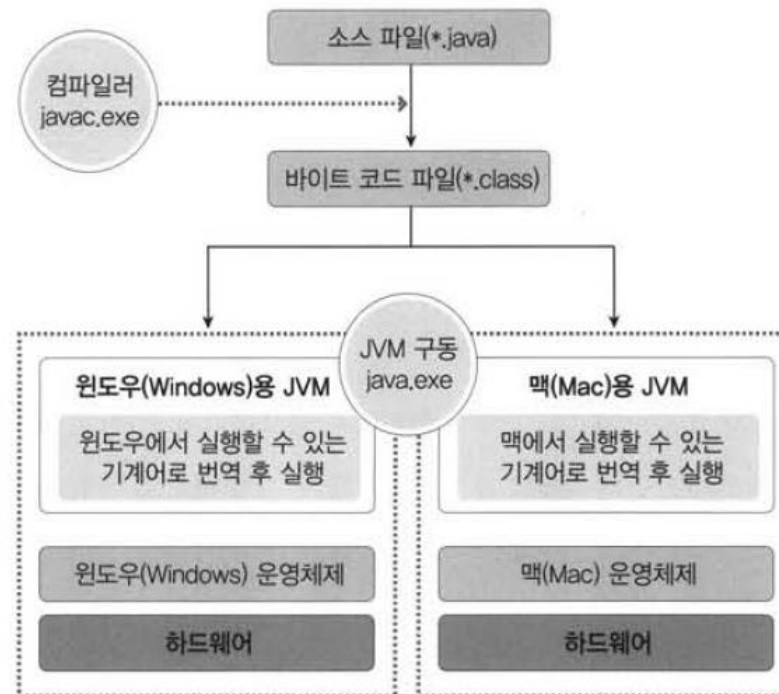 소스 파일(*.java)
컴파일러
javac.exe
바이트 코드 파일(*.class)
JVM 구동
java.exe
윈도우(Windows)용 JVM
윈도우에서 실행할 수 있는
기계어로 번역 후 실행
윈도우(Windows) 운영체제
하드웨어
맥(Mac)용 JVM
맥에서 실행할 수 있는
기계어로 번역 후 실행
맥(Mac) 운영체제
하드웨어